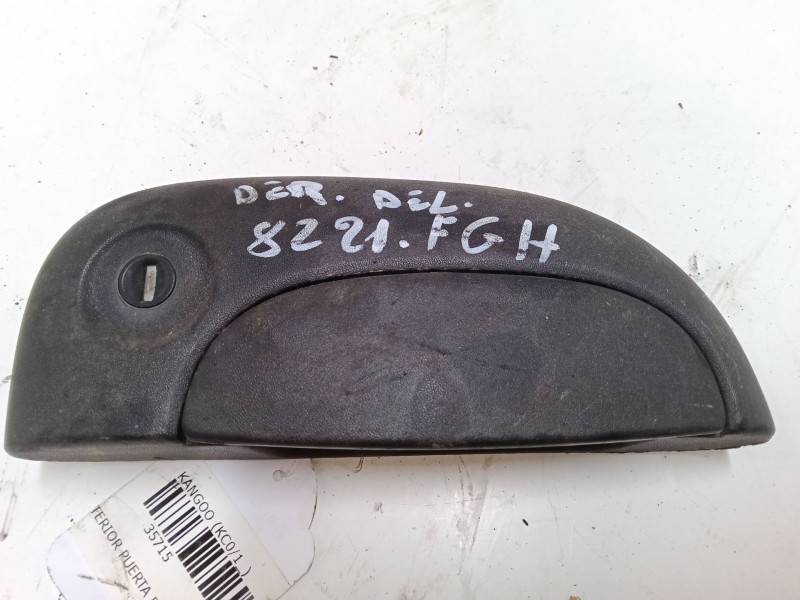 DER. DEL.
8221.FGH
KANGOO (KC0/1_)
35715
TERIOR PUERTA